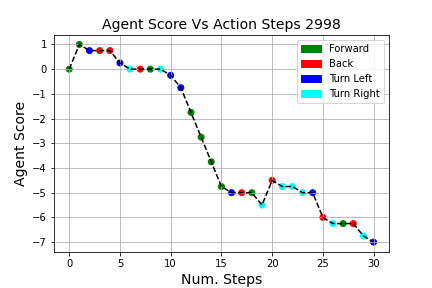 Agent Score Vs Action Steps 2998
Agent Score
1
0
−1
−2
−3
−4
−5
−6
−7
Forward
Back
Turn Left
Turn Right
0 5 10 15 20 25 30
Num. Steps